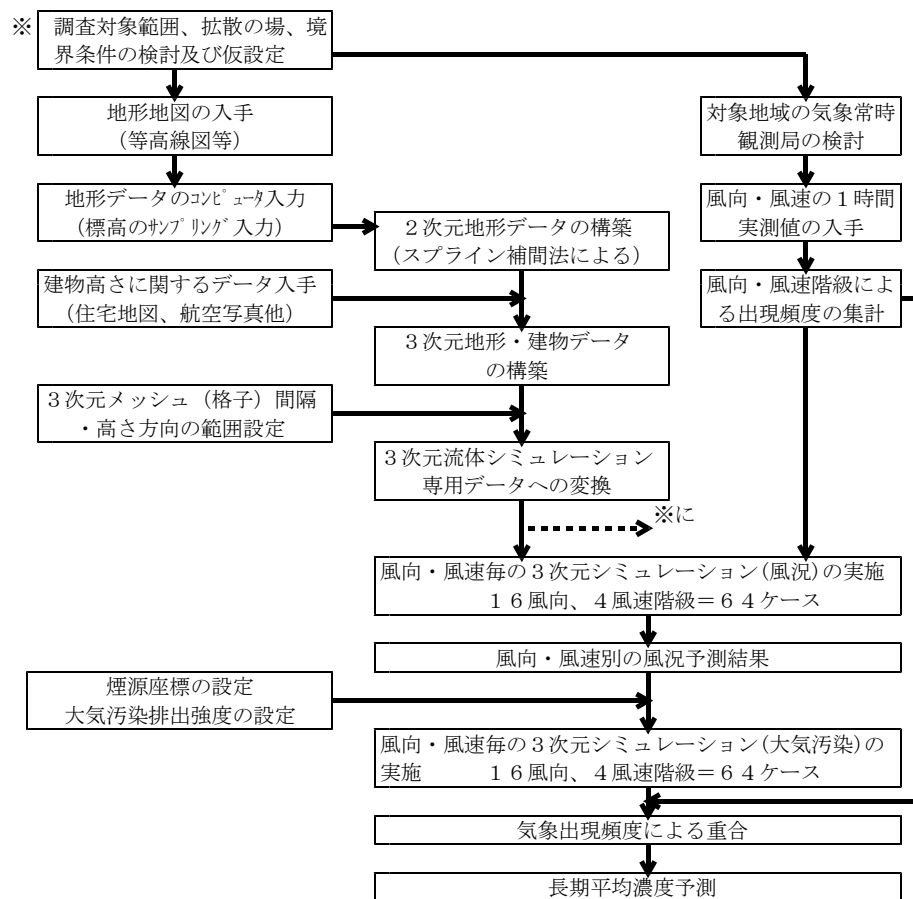 ※
調査対象範囲、拡散の場、境
界条件の検討及び仮設定
地形地図の入手
(等高線図等)
対象地域の気象常時
観測局の検討
地形データのｺﾝﾋﾟｭｰﾀ入力
(標高のｻﾝﾌﾟﾘﾝｸﾞ入力)
風向・風速の１時間
実測値の入手
２次元地形データの構築
(スプライン補間法による)
建物高さに関するデータ入手
(住宅地図、航空写真他)
風向・風速階級によ
る出現頻度の集計
３次元地形・建物データ
の構築
３次元メッシュ（格子）間隔
・高さ方向の範囲設定
３次元流体シミュレーション
専用データへの変換
※に
風向・風速毎の３次元シミュレーション(風況)の実施
１６風向、４風速階級＝６４ケース
風向・風速別の風況予測結果
煙源座標の設定
大気汚染排出強度の設定
風向・風速毎の３次元シミュレーション(大気汚染)の
実施　　　１６風向、４風速階級＝６４ケース
気象出現頻度による重合
長期平均濃度予測